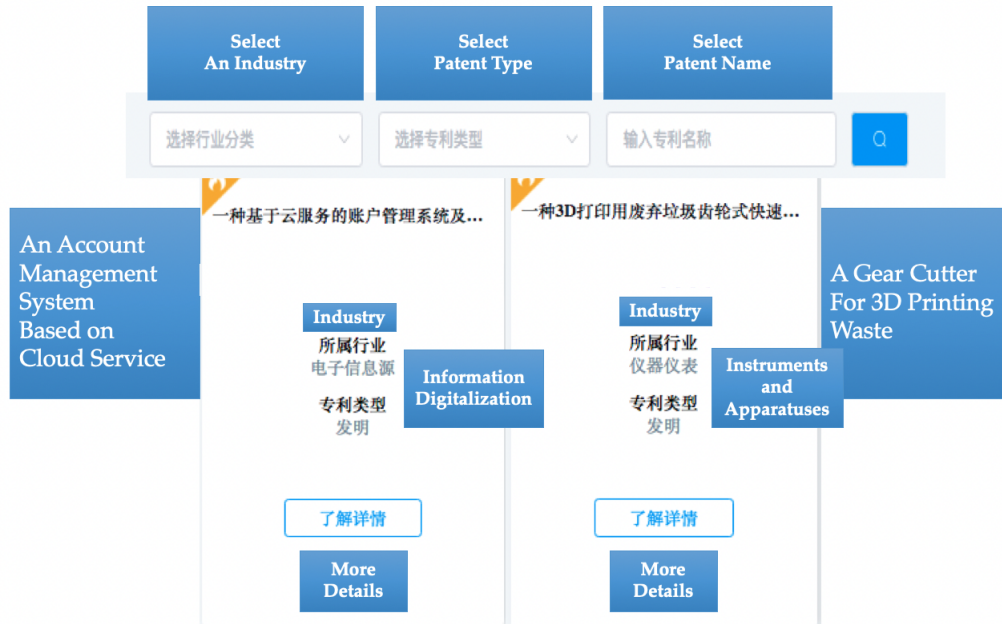 Select
An Industry
Select
Patent Type
Select
Patent Name
选择行业分类
选择专利类型
输入专利名称
An Account
Management
System
Based on
Cloud Service
一种基于云服务的账户管理系统及...
Industry
所属行业
电子信息源
Information
Digitalization
专利类型
发明
了解详情
More
Details
一种3D打印用废弃垃圾齿轮式快速...
Industry
所属行业
仪器仪表
Instruments
and
Apparatuses
专利类型
发明
了解详情
More
Details
A Gear Cutter
For 3D Printing
Waste